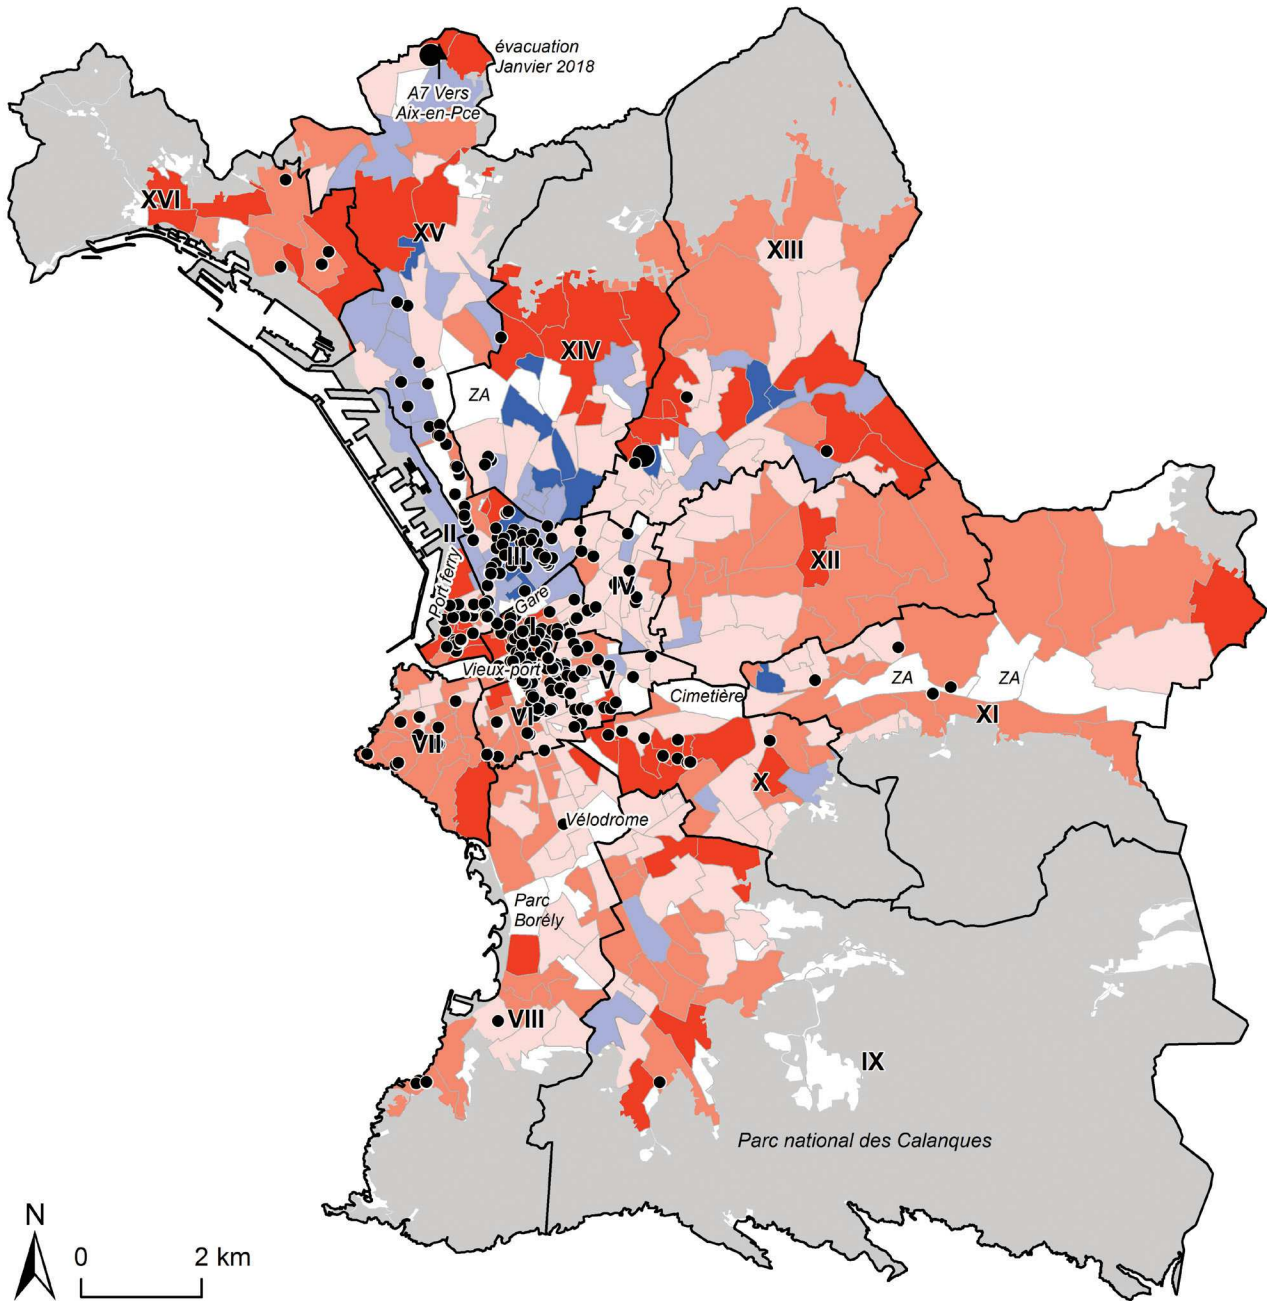 évacuation
Janvier 2018
A7 Vers
Aix-en-Pce
XVI
XV
XIII
XIV
ZA
II
III
Port ferry
Gare
IV
XII
I
Vieux-port
V
Cimetière
ZA
ZA
XI
VI
VII
X
Vélodrome
Parc
Borély
VIII
IX
Parc national des Calanques
N
0
2 km